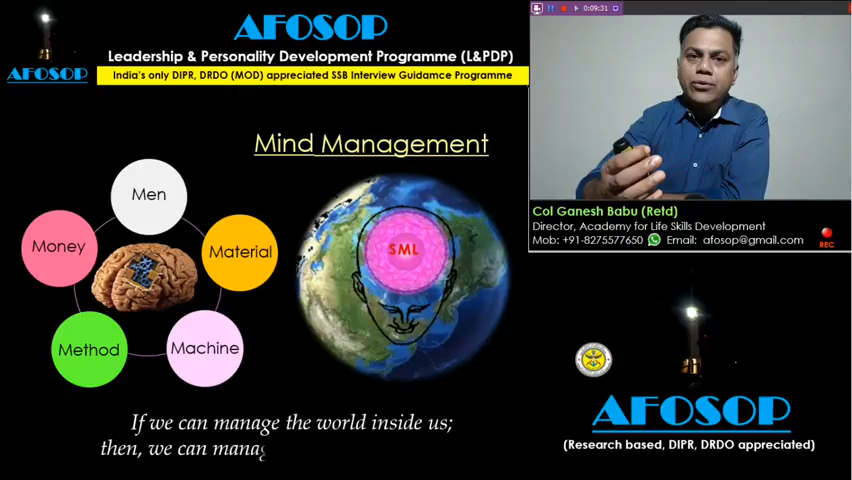 AFOSOP
Leadership & Personality Development Programme (L&PDP)
India's only DIPR, DRDO (MOD) appreciated SSB Interview Guidamce Programme
AFOSOP
0:09:31
Mind Management
Men
Money
Material
SML
Method
Machine
If we can manage the world inside us;
then, we can manag
Col Ganesh Babu (Retd)
Director, Academy for Life Skills Development
Mob: +91-8275577650 Email: afosop@gmail.com
REC
AFOSOP
(Research based, DIPR, DRDO appreciated)